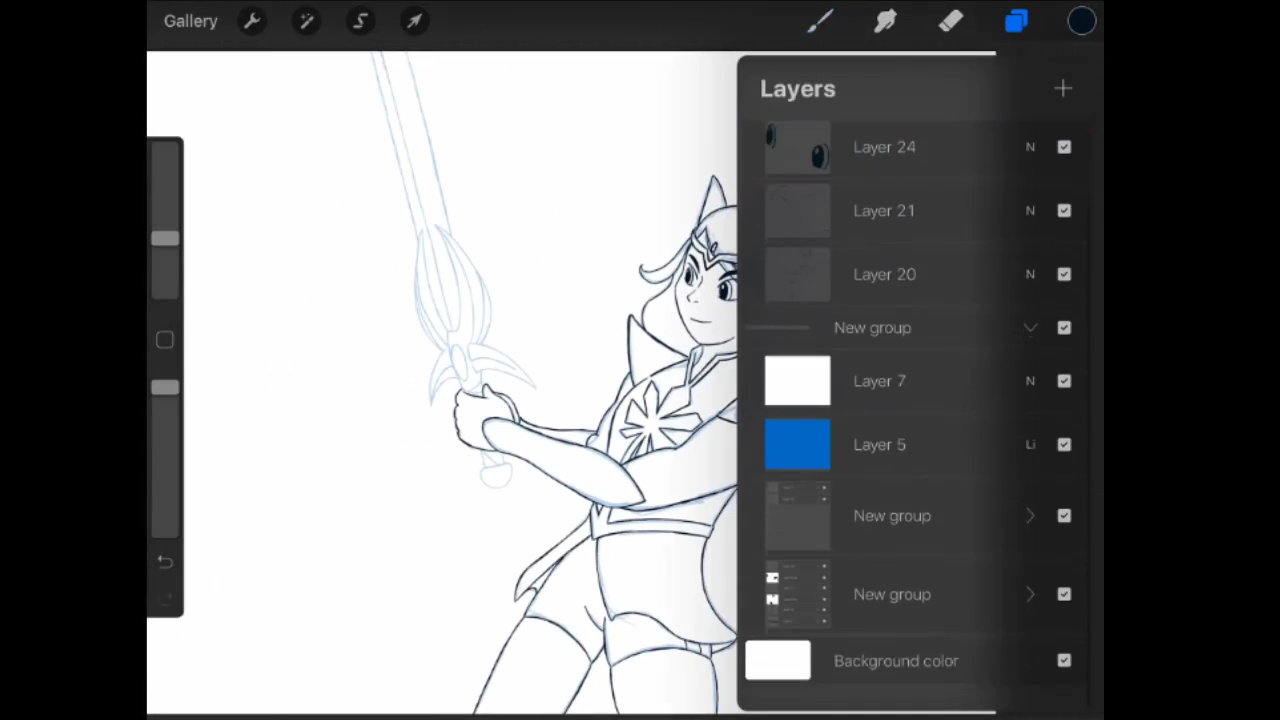 Gallery
Layers
Layer 24 N
Layer 21 N
Layer 20 N
New group
Layer 7 N
Layer 5 Li
New group
New group
Background color